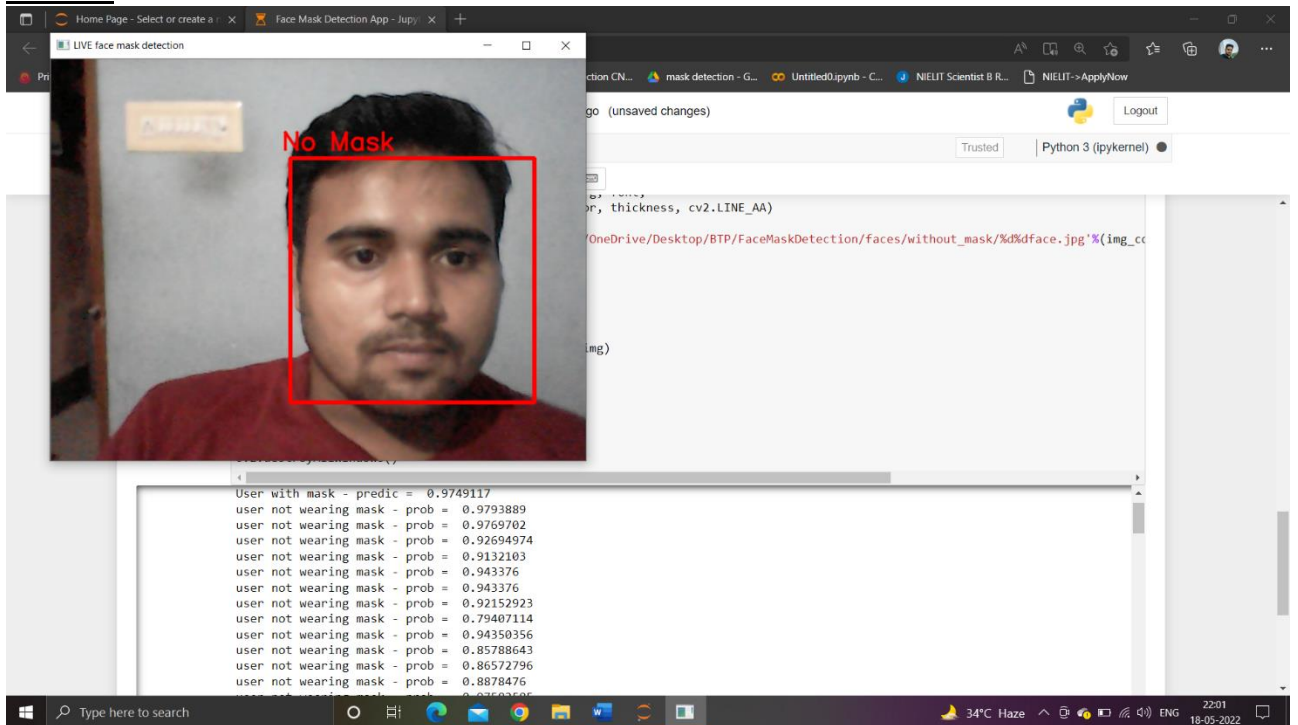 Home Page - Select or create a n
Face Mask Detection App - Jupyt
LIVE face mask detection
Pri
ction CN...
mask detection - G...
Untitled0.ipynb - C...
NIELIT Scientist B R...
NIELIT->ApplyNow
go (unsaved changes)
Logout
Trusted
Python 3 (ipykernel)
No Mask
or, thickness, cv2.LINE_AA)
/OneDrive/Desktop/BTP/FaceMaskDetection/faces/without_mask/%d%dface.jpg'%(img_co
img)
User with mask - predic = 0.9749117
user not wearing mask - prob = 0.9793889
user not wearing mask - prob = 0.9769702
user not wearing mask - prob = 0.92694974
user not wearing mask - prob = 0.9132103
user not wearing mask - prob = 0.943376
user not wearing mask - prob = 0.943376
user not wearing mask - prob = 0.92152923
user not wearing mask - prob = 0.79407114
user not wearing mask - prob = 0.94350356
user not wearing mask - prob = 0.85788643
user not wearing mask - prob = 0.86572796
user not wearing mask - prob = 0.8878476
Type here to search
34°C Haze
ENG
22:01
18-05-2022